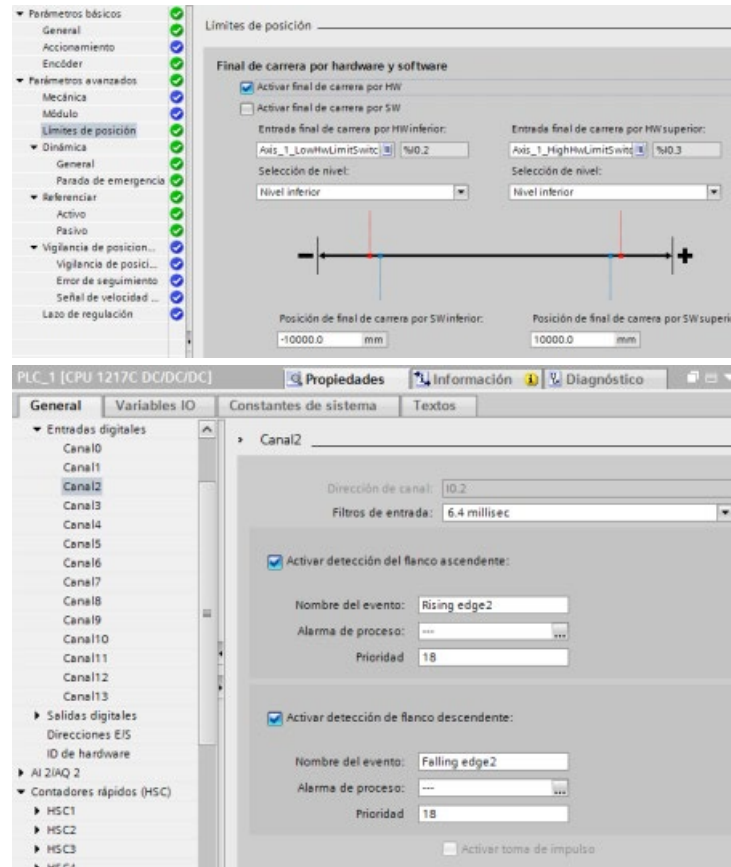 Parámetros básicos
General
Accionamiento
Encóder
Parámetros avanzados
Mecánica
Módulo
Límites de posición
Dinámica
General
Parada de emergencia
Referenciar
Activo
Pasivo
Vigilancia de posicion...
Vigilancia de posici...
Error de seguimiento
Señal de velocidad ...
Lazo de regulación
Límites de posición
Final de carrera por hardware y software
Activar final de carrera por HW
Activar final de carrera por SW
Entrada final de carrera por HW inferior:
Entrada final de carrera por HW superior:
Axis_1_LowHwLimitSwitc %I0.2
Axis_1_HighHwLimitSwitc %I0.3
Selección de nivel:
Selección de nivel:
Nivel inferior
Nivel inferior
Posición de final de carrera por SW inferior:
Posición de final de carrera por SW superio
-10000.0 mm
10000.0 mm
PLC_1 [CPU 1217C DC/DC/DC]
Propiedades
Información
Diagnóstico
General
Variables IO
Constantes de sistema
Textos
Entradas digitales
Canal0
Canal1
Canal2
Canal3
Canal4
Canal5
Canal6
Canal7
Canal8
Canal9
Canal10
Canal11
Canal12
Canal13
Salidas digitales
Direcciones E/S
ID de hardware
AI 2/AQ 2
Contadores rápidos (HSC)
HSC1
HSC2
HSC3
Canal2
Dirección de canal: I0.2
Filtros de entrada: 6.4 millisec
Activar detección del flanco ascendente:
Nombre del evento: Rising edge2
Alarma de proceso: --- ...
Prioridad 18
Activar detección de flanco descendente:
Nombre del evento: Falling edge2
Alarma de proceso: --- ...
Prioridad 18
Activar toma de impulso